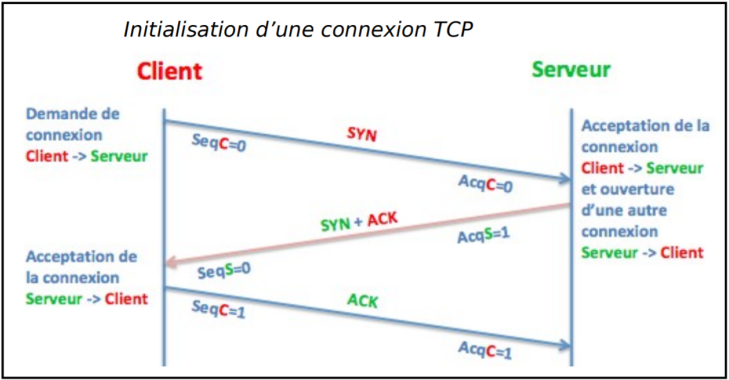 Initialisation d’une connexion TCP
Client
Serveur
Demande de
connexion
Client -> Serveur
SeqC=0
SYN
AcqC=0
Acceptation de la
connexion
Client -> Serveur
et ouverture
d’une autre
connexion
Serveur -> Client
SYN + ACK
AcqS=1
SeqS=0
Acceptation de
la connexion
Serveur -> Client
SeqC=1
ACK
AcqC=1